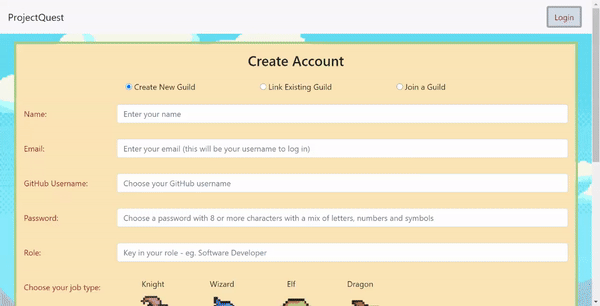 ProjectQuest
Login
Create Account
Create New Guild Link Existing Guild Join a Guild
Name: Enter your name
Email: Enter your email (this will be your username to log in)
GitHub Username: Choose your GitHub username
Password: Choose a password with 8 or more characters with a mix of letters, numbers and symbols
Role: Key in your role - eg. Software Developer
Choose your job type: Knight Wizard Elf Dragon